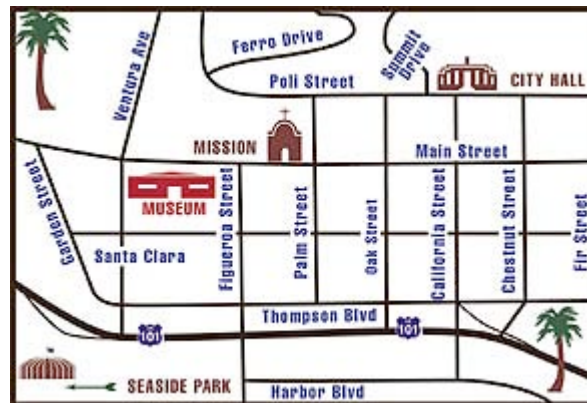 Ventura Ave
Ferro Drive
Summit Drive
Poli Street
CITY HALL
MISSION
Main Street
Garden Street
MUSEUM
Figueroa Street
Palm Street
Oak Street
California Street
Chestnut Street
Fir Street
Santa Clara
Thompson Blvd
101
101
SEASIDE PARK
Harbor Blvd